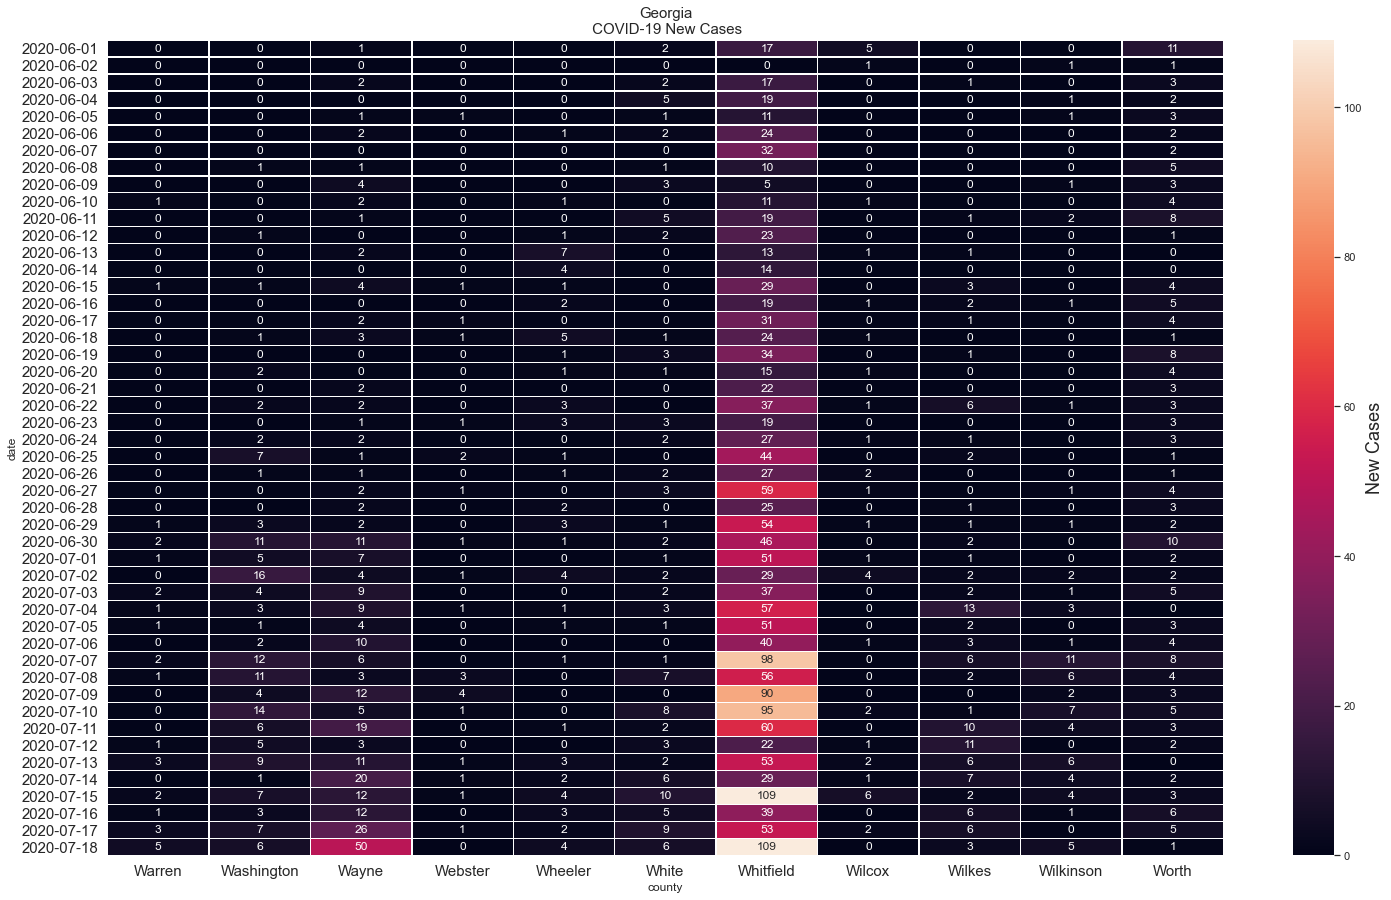 Georgia
COVID-19 New Cases
2020-06-01 0 0 1 0 0 2 17 5 0 0 11
2020-06-02 0 0 0 0 0 0 0 1 0 1 1
2020-06-03 0 0 2 0 0 2 17 0 1 0 3
2020-06-04 0 0 0 0 0 5 19 0 0 1 2
2020-06-05 0 0 1 1 0 1 11 0 0 1 3
2020-06-06 0 0 2 0 1 2 24 0 0 0 2
2020-06-07 0 0 0 0 0 0 32 0 0 0 2
2020-06-08 0 1 1 0 0 1 10 0 0 0 5
2020-06-09 0 0 4 0 0 3 5 0 0 1 3
2020-06-10 1 0 2 0 1 0 11 1 0 0 4
2020-06-11 0 0 1 0 0 5 19 0 1 2 8
2020-06-12 0 1 0 0 1 2 23 0 0 0 1
2020-06-13 0 0 2 0 7 0 13 1 1 0 0
2020-06-14 0 0 0 0 4 0 14 0 0 0 0
2020-06-15 1 1 4 1 1 0 29 0 3 0 4
2020-06-16 0 0 0 0 2 0 19 1 2 1 5
2020-06-17 0 0 2 1 0 0 31 0 1 0 4
2020-06-18 0 1 3 1 5 1 24 1 0 0 1
2020-06-19 0 0 0 0 1 3 34 0 1 0 8
2020-06-20 0 2 0 0 1 1 15 1 0 0 4
2020-06-21 0 0 2 0 0 0 22 0 0 0 3
2020-06-22 0 2 2 0 3 0 37 1 6 1 3
2020-06-23 0 0 1 1 3 3 19 0 0 0 3
2020-06-24 0 2 2 0 0 2 27 1 1 0 3
2020-06-25 0 7 1 2 1 0 44 0 2 0 1
2020-06-26 0 1 1 0 1 2 27 2 0 0 1
2020-06-27 0 0 2 1 0 3 59 1 0 1 4
2020-06-28 0 0 2 0 2 0 25 0 1 0 3
2020-06-29 1 3 2 0 3 1 54 1 1 1 2
2020-06-30 2 11 11 1 1 2 46 0 2 0 10
2020-07-01 1 5 7 0 0 1 51 1 1 0 2
2020-07-02 0 16 4 1 4 2 29 4 2 2 2
2020-07-03 2 4 9 0 0 2 37 0 2 1 5
2020-07-04 1 3 9 1 1 3 57 0 13 3 0
2020-07-05 1 1 4 0 1 1 51 0 2 0 3
2020-07-06 0 2 10 0 0 0 40 1 3 1 4
2020-07-07 2 12 6 0 1 1 98 0 6 11 8
2020-07-08 1 11 3 3 0 7 56 0 2 6 4
2020-07-09 0 4 12 4 0 0 90 0 0 2 3
2020-07-10 0 14 5 1 0 8 95 2 1 7 5
2020-07-11 0 6 19 0 1 2 60 0 10 4 3
2020-07-12 1 5 3 0 0 3 22 1 11 0 2
2020-07-13 3 9 11 1 3 2 53 2 6 6 0
2020-07-14 0 1 20 1 2 6 29 1 7 4 2
2020-07-15 2 7 12 1 4 10 109 6 2 4 3
2020-07-16 1 3 12 0 3 5 39 0 6 1 6
2020-07-17 3 7 26 1 2 9 53 2 6 0 5
2020-07-18 5 6 50 0 4 6 109 0 3 5 1
Warren Washington Wayne Webster Wheeler White Whitfield Wilcox Wilkes Wilkinson Worth
county
date
100
80
60
40
20
0
New Cases